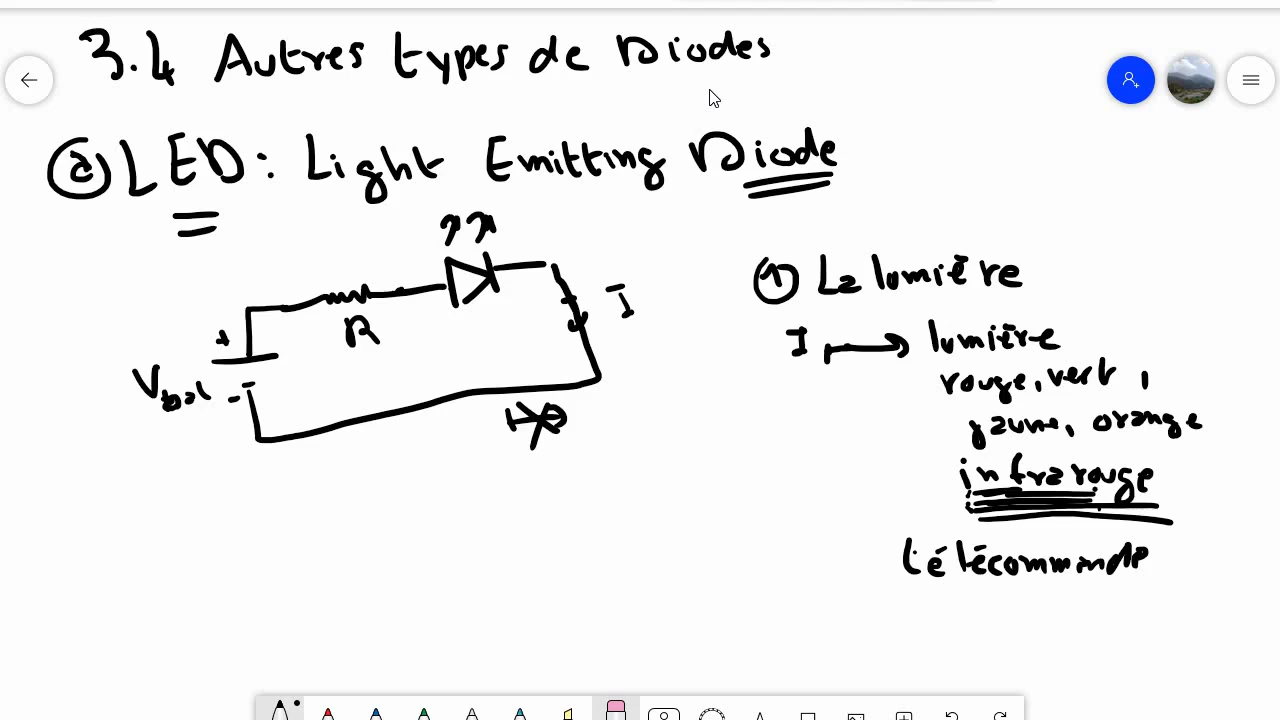 3.4 Autres types de Diodes
a LED: Light Emitting Diode
R
I
+
Vbat
-
1 La lumière
I → lumière
rouge, vert,
jaune, orange
infrarouge
télécommande